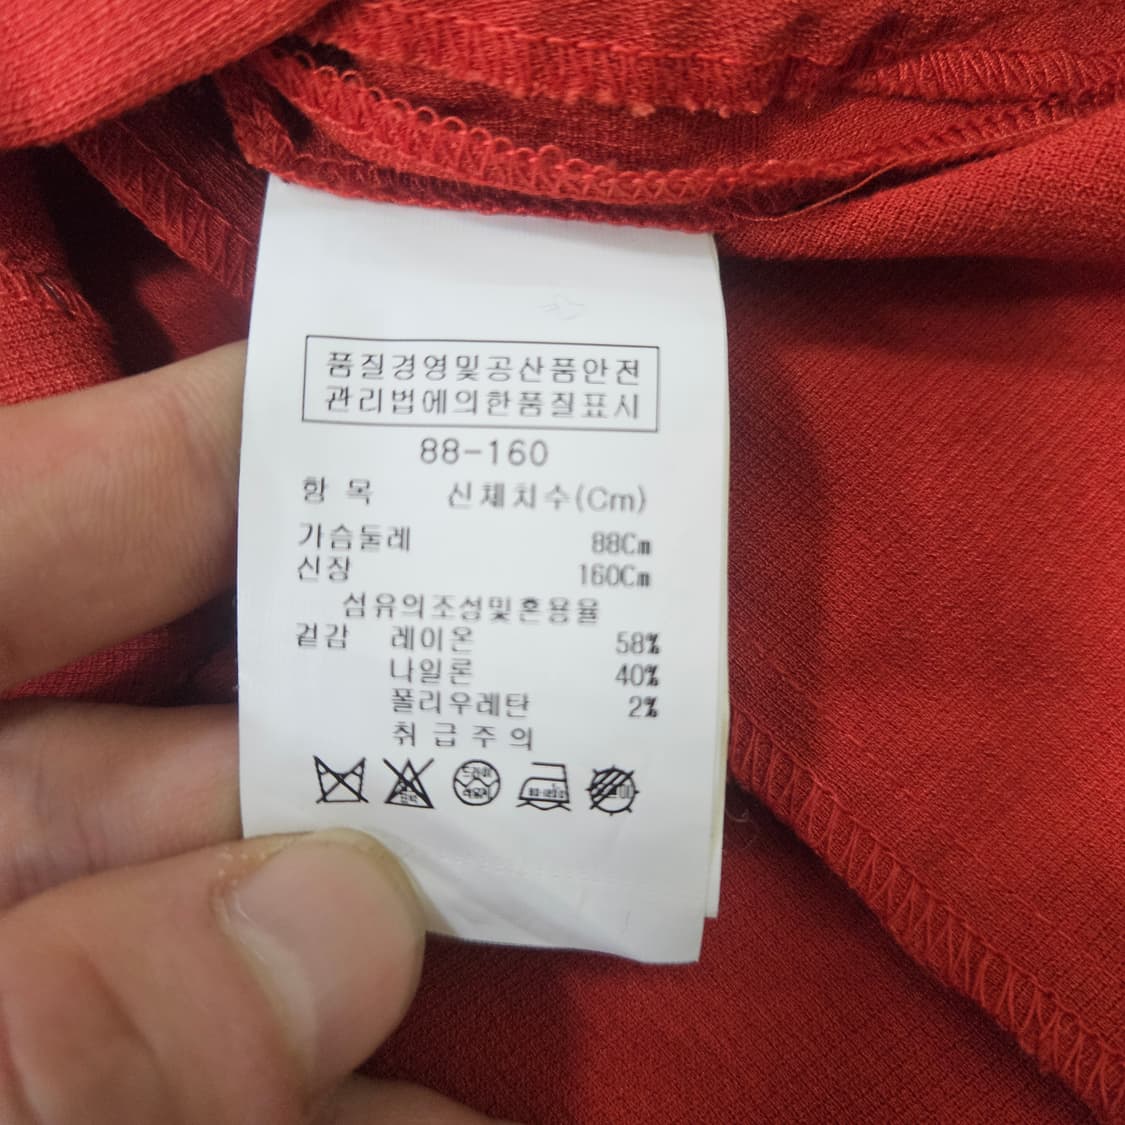 품질경영및공산품안전
관리법에의한품질표시
88-160
항 목 신체치수(Cm)
가슴둘레 88Cm
신장 160Cm
섬유의조성및혼용율
겉감 레이온 58%
나일론 40%
폴리우레탄 2%
취 급 주 의
드라이